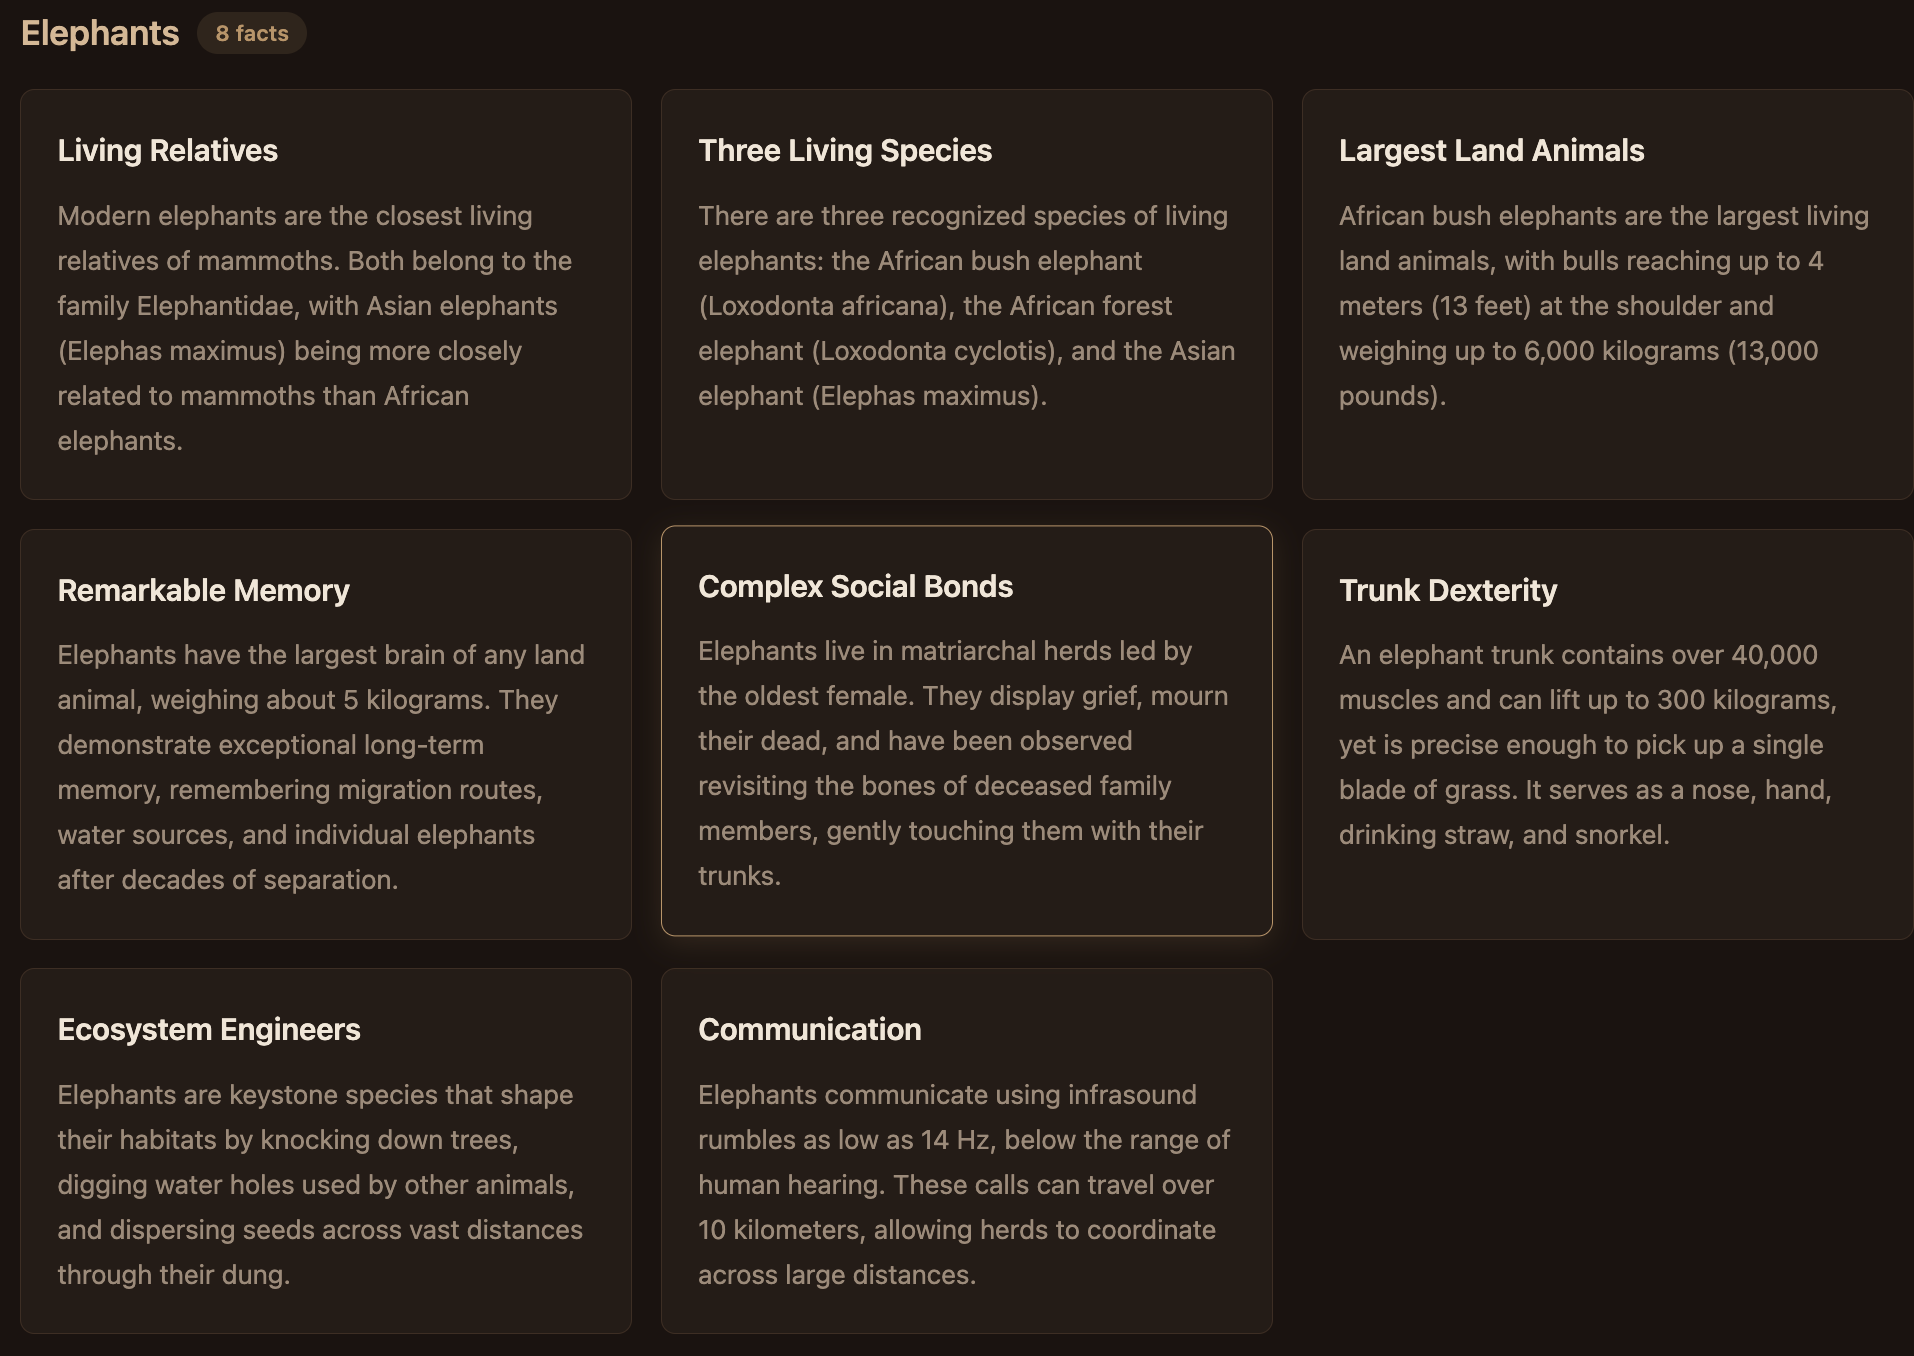 Elephants
8 facts
Living Relatives
Modern elephants are the closest living
relatives of mammoths. Both belong to the
family Elephantidae, with Asian elephants
(Elephas maximus) being more closely
related to mammoths than African
elephants.
Three Living Species
There are three recognized species of living
elephants: the African bush elephant
(Loxodonta africana), the African forest
elephant (Loxodonta cyclotis), and the Asian
elephant (Elephas maximus).
Largest Land Animals
African bush elephants are the largest living
land animals, with bulls reaching up to 4
meters (13 feet) at the shoulder and
weighing up to 6,000 kilograms (13,000
pounds).
Remarkable Memory
Elephants have the largest brain of any land
animal, weighing about 5 kilograms. They
demonstrate exceptional long-term
memory, remembering migration routes,
water sources, and individual elephants
after decades of separation.
Complex Social Bonds
Elephants live in matriarchal herds led by
the oldest female. They display grief, mourn
their dead, and have been observed
revisiting the bones of deceased family
members, gently touching them with their
trunks.
Trunk Dexterity
An elephant trunk contains over 40,000
muscles and can lift up to 300 kilograms,
yet is precise enough to pick up a single
blade of grass. It serves as a nose, hand,
drinking straw, and snorkel.
Ecosystem Engineers
Elephants are keystone species that shape
their habitats by knocking down trees,
digging water holes used by other animals,
and dispersing seeds across vast distances
through their dung.
Communication
Elephants communicate using infrasound
rumbles as low as 14 Hz, below the range of
human hearing. These calls can travel over
10 kilometers, allowing herds to coordinate
across large distances.